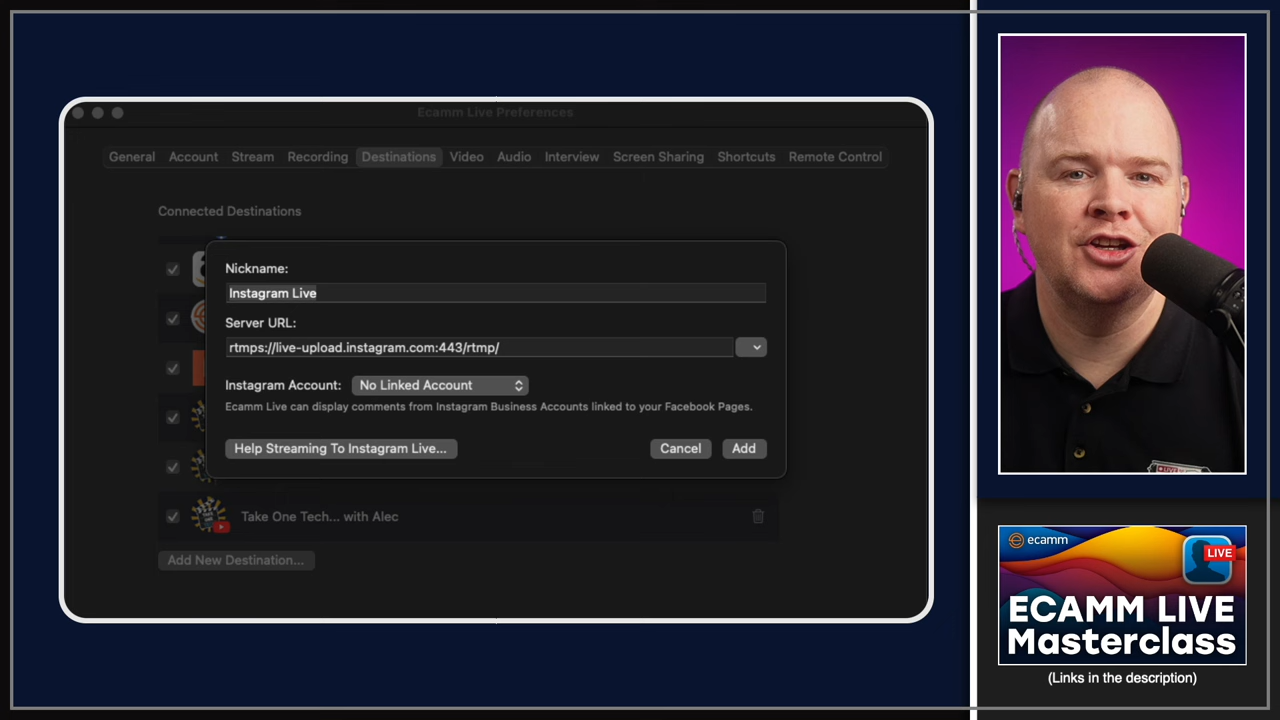 Ecamm Live Preferences
General Account Stream Recording Destinations Video Audio Interview Screen Sharing Shortcuts Remote Control
Connected Destinations
Nickname:
Instagram Live
Server URL:
rtmps://live-upload.instagram.com:443/rtmp/
Instagram Account: No Linked Account
Ecamm Live can display comments from Instagram Business Accounts linked to your Facebook Pages.
Help Streaming To Instagram Live... Cancel Add
Take One Tech... with Alec
Add New Destination...
ecamm
LIVE
ECAMM LIVE
Masterclass
(Links in the description)